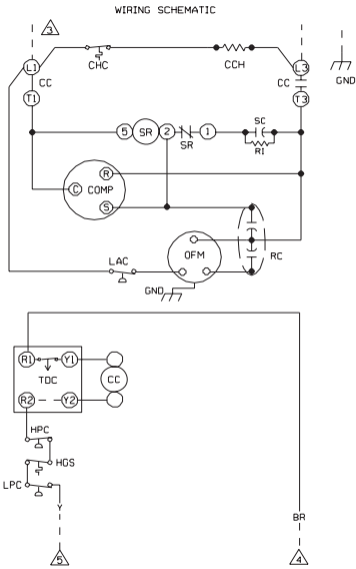 WIRING SCHEMATIC
3
L1
CHC
CCH
L3
CC
CC
GND
T1
T3
5
SR
2
1
SC
SR
R1
R
C
COMP
S
RC
OFM
LAC
GND
R1
Y1
TDC
CC
R2
Y2
HPC
HGS
LPC
Y
BR
5
4